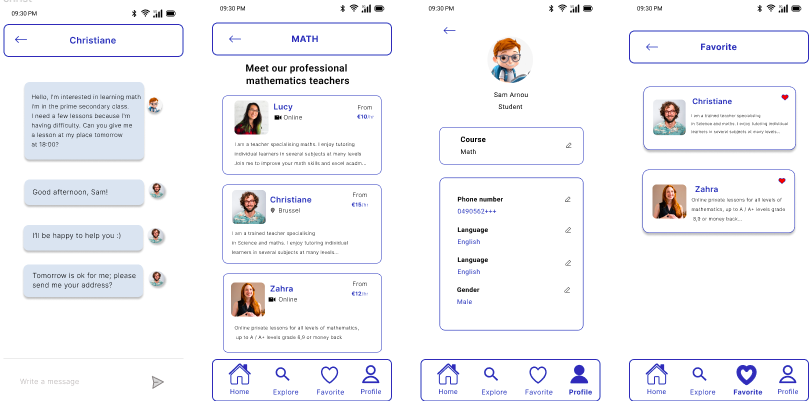 09:30 PM
Christiane
Hello, I'm interested in learning math
I'm in the prime secondary class.
I need a few lessons because I'm
having difficulty. Can you give me
a lesson at my place tomorrow
at 18:00?
Good afternoon, Sam!
I'll be happy to help you :)
Tomorrow is ok for me; please
send me your address?
Write a message
09:30 PM
MATH
Meet our professional
mathematics teachers
Lucy
Online
From
€10/hr
I am a teacher specialising maths. I enjoy tutoring
individual learners in several subjects at many levels
Join me to improve your math skills and excel academ...
Christiane
Brussel
From
€15/hr
I am a trained teacher specialising
in Science and maths. I enjoy tutoring individual
learners in several subjects at many levels...
Zahra
Online
From
€12/hr
Online private lessons for all levels of mathematics,
up to A / A+ levels grade 8,9 or money back
Home
Explore
Favorite
Profile
09:30 PM
Sam Arnou
Student
Course
Math
Phone number
0490562+++
Language
English
Language
English
Gender
Male
Home
Explore
Favorite
Profile
09:30 PM
Favorite
Christiane
I am a trained teacher specialising
in Science and maths. I enjoy tutoring individual
learners in several subjects at many levels...
Zahra
Online private lessons for all levels of
mathematics, up to A / A+ levels grade
8,9 or money back...
Home
Explore
Favorite
Profile